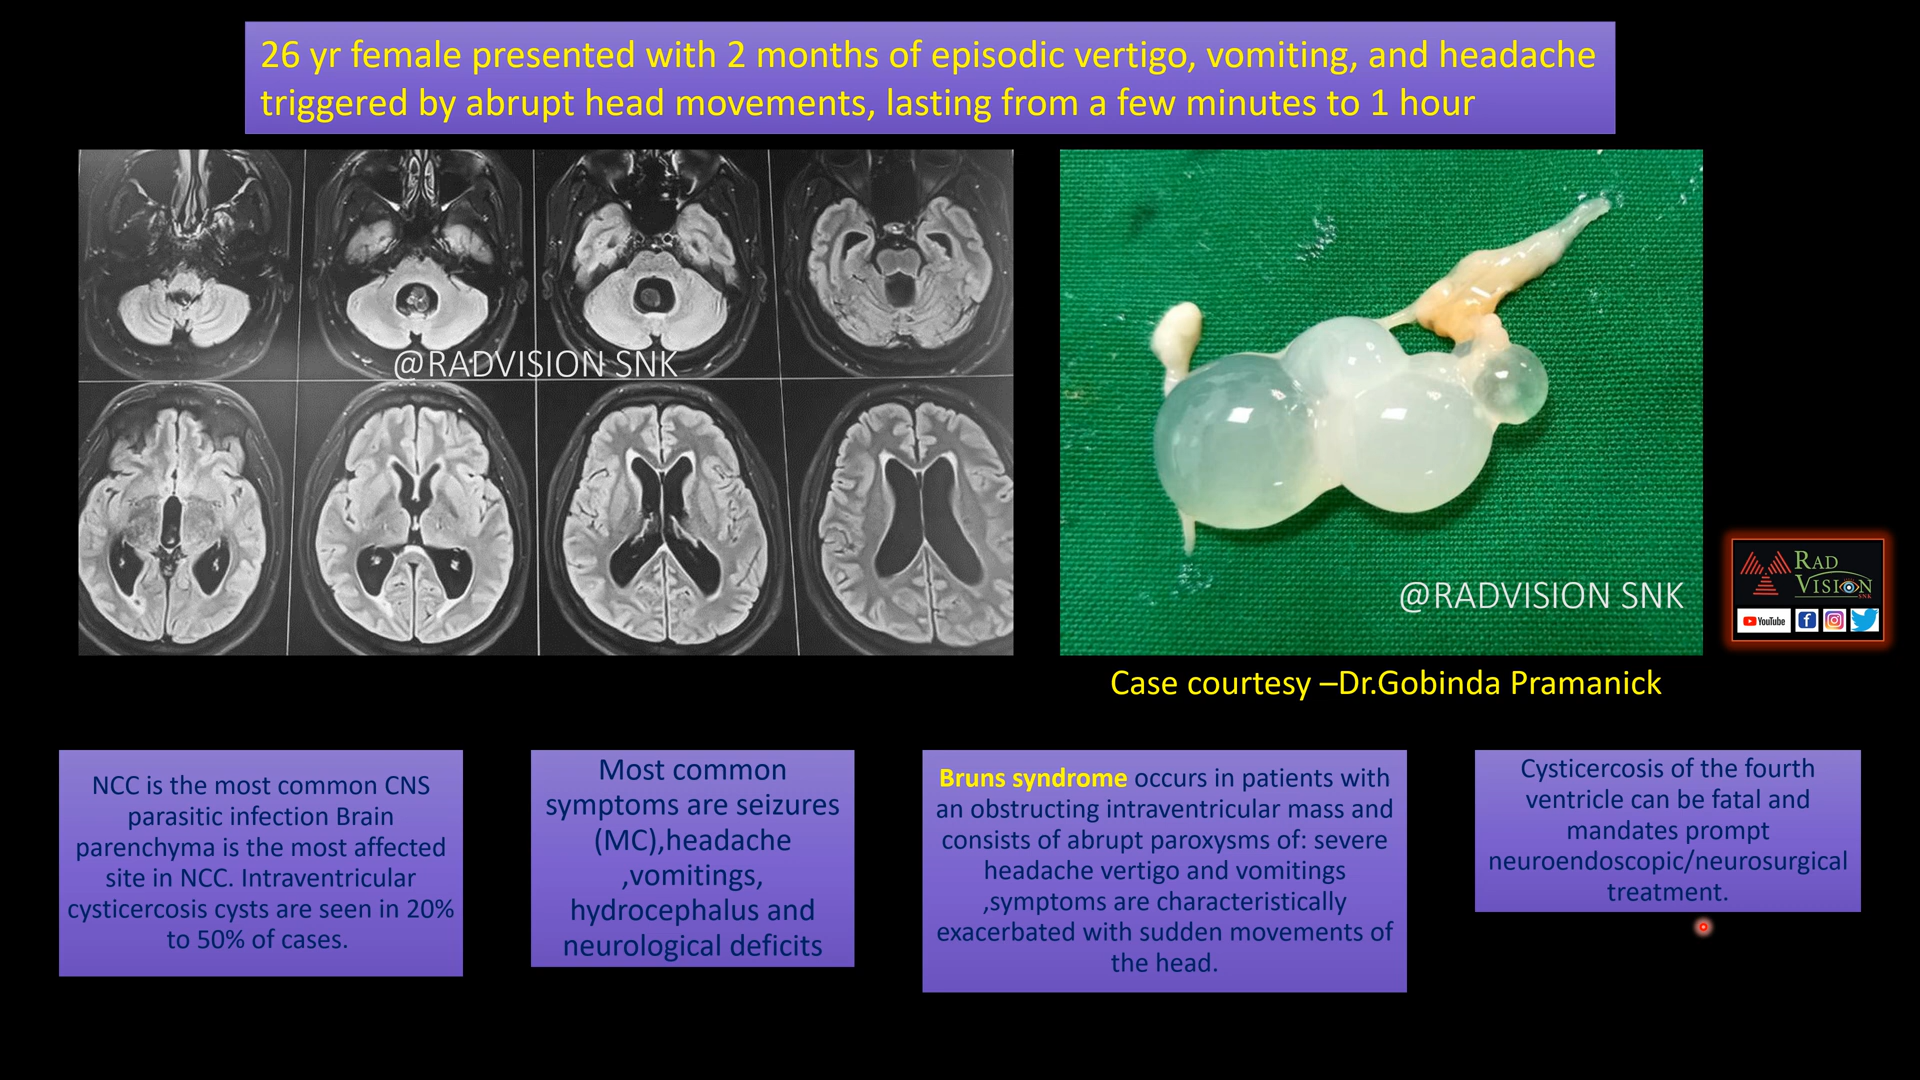 26 yr female presented with 2 months of episodic vertigo, vomiting, and headache
triggered by abrupt head movements, lasting from a few minutes to 1 hour
@RADVISION SNK
@RADVISION SNK
RAD
VISION
SNK
YouTube
Case courtesy –Dr.Gobinda Pramanick
NCC is the most common CNS
parasitic infection Brain
parenchyma is the most affected
site in NCC. Intraventricular
cysticercosis cysts are seen in 20%
to 50% of cases.
Most common
symptoms are seizures
(MC),headache
,vomitings,
hydrocephalus and
neurological deficits
Bruns syndrome occurs in patients with
an obstructing intraventricular mass and
consists of abrupt paroxysms of: severe
headache vertigo and vomitings
,symptoms are characteristically
exacerbated with sudden movements of
the head.
Cysticercosis of the fourth
ventricle can be fatal and
mandates prompt
neuroendoscopic/neurosurgical
treatment.